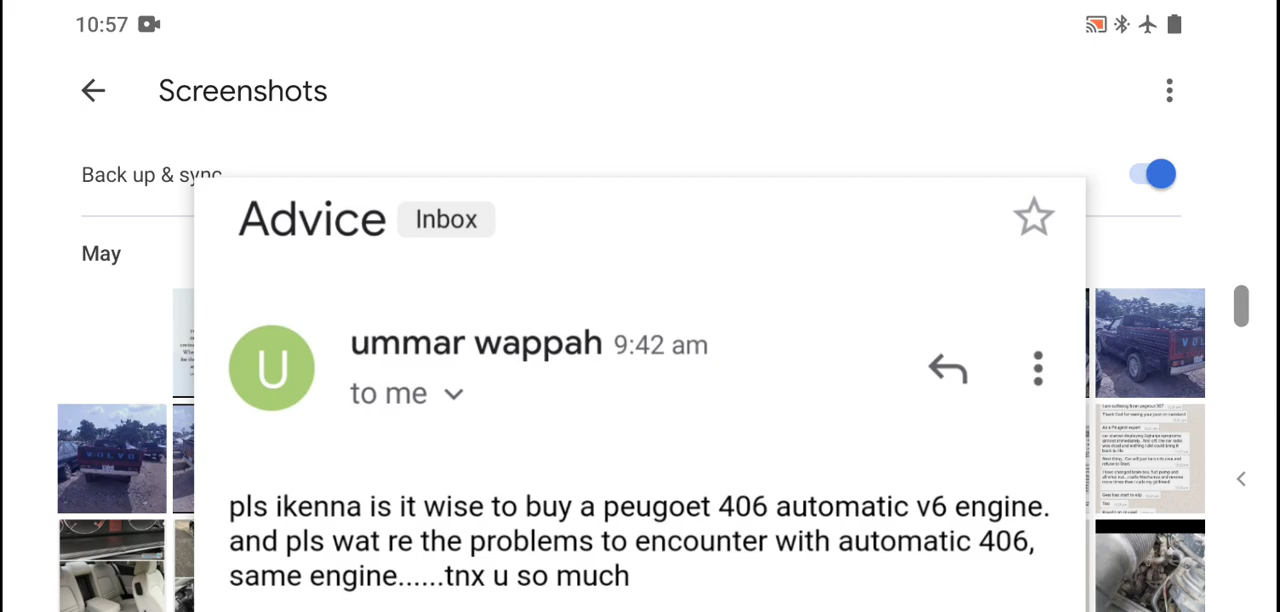 10:57
Screenshots
Back up & sync
May
Advice Inbox
U
ummar wappah 9:42 am
to me
VOLVO
pls ikenna is it wise to buy a peugoet 406 automatic v6 engine.
and pls wat re the problems to encounter with automatic 406,
same engine......tnx u so much